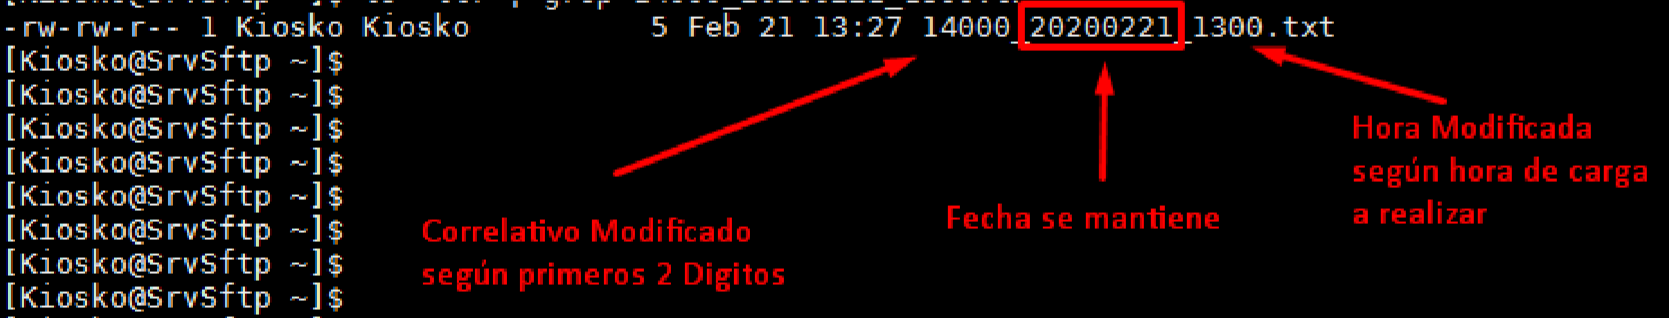 -rw-rw-r-- 1 Kiosko Kiosko 5 Feb 21 13:27 14000_20200221_1300.txt
[Kiosko@SrvSftp ~]$
[Kiosko@SrvSftp ~]$
[Kiosko@SrvSftp ~]$
[Kiosko@SrvSftp ~]$
[Kiosko@SrvSftp ~]$
[Kiosko@SrvSftp ~]$
[Kiosko@SrvSftp ~]$
[Kiosko@SrvSftp ~]$
Correlativo Modificado
según primeros 2 Digitos
Fecha se mantiene
Hora Modificada
según hora de carga
a realizar